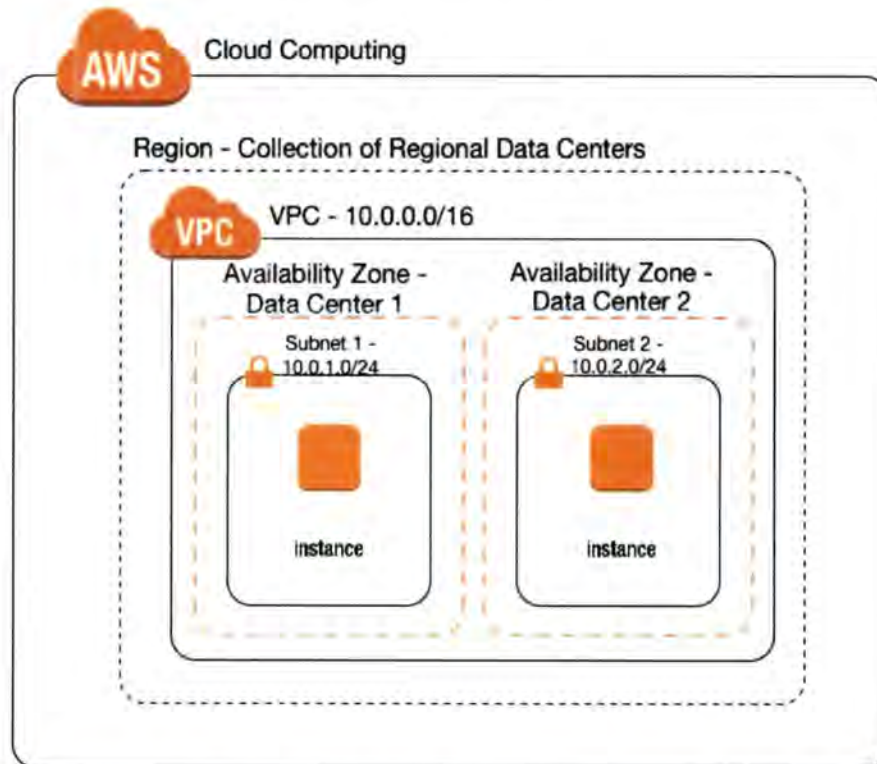 AWS
Cloud Computing
Region - Collection of Regional Data Centers
VPC
VPC - 10.0.0.0/16
Availability Zone -
Data Center 1
Availability Zone -
Data Center 2
Subnet 1 -
10.0.1.0/24
Subnet 2 -
10.0.2.0/24
instance
instance